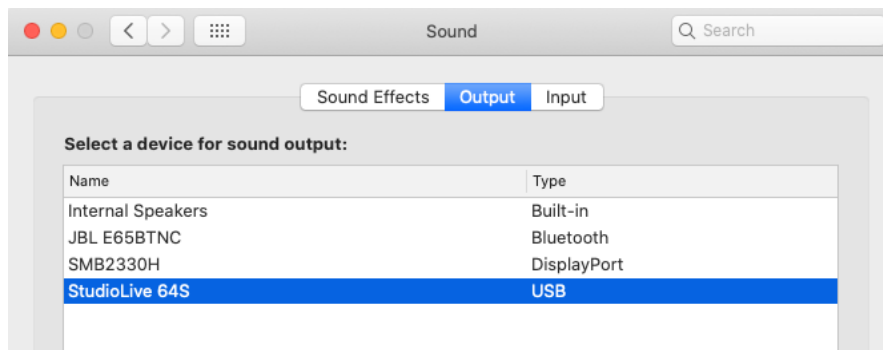 Sound
Search
Sound Effects Output Input
Select a device for sound output:
Name Type
Internal Speakers Built-in
JBL E65BTNC Bluetooth
SMB2330H DisplayPort
StudioLive 64S USB